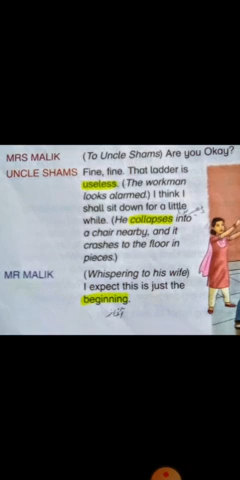 MRS MALIK (To Uncle Shams) Are you Okay?
UNCLE SHAMS Fine, fine. That ladder is
useless. (The workman
looks alarmed.) I think I
shall sit down for a little
while. (He collapses into
a chair nearby, and it
crashes to the floor in
pieces.)
MR MALIK (Whispering to his wife)
I expect this is just the
beginning.
آغاز